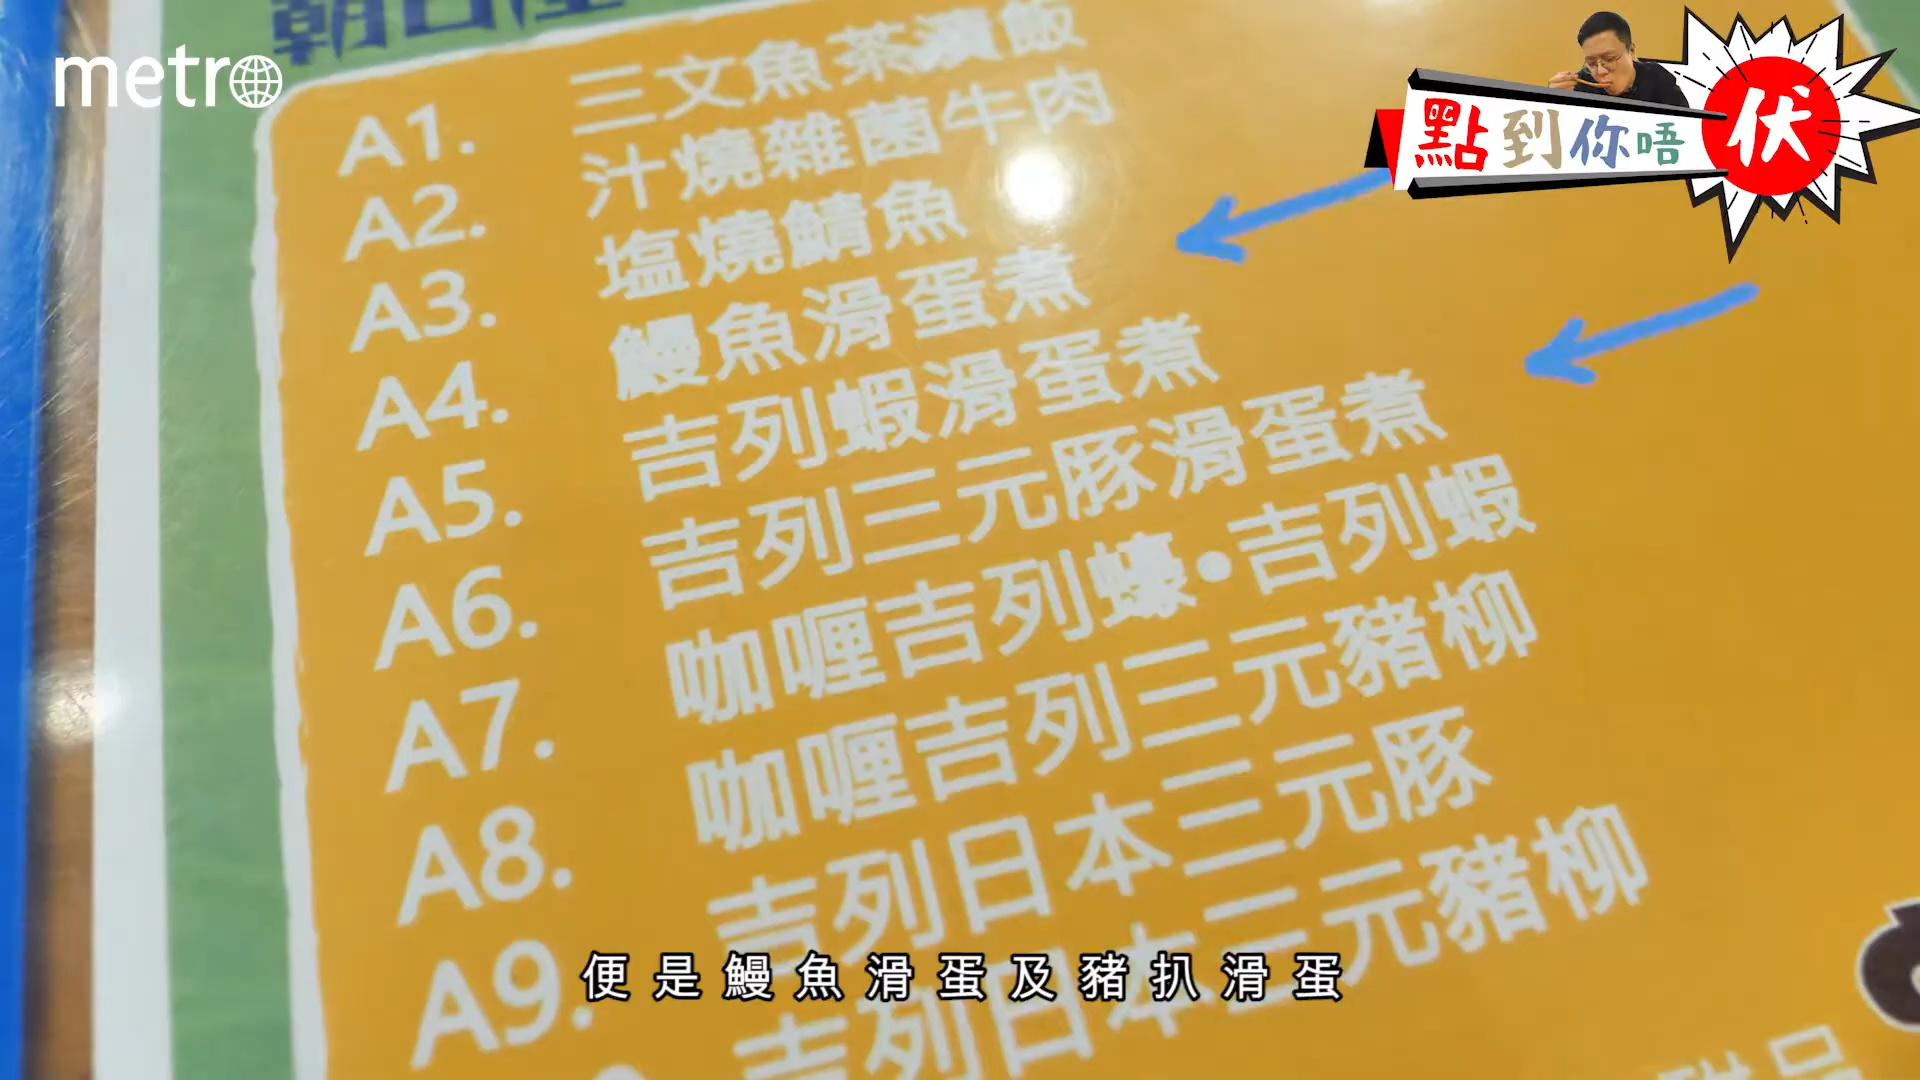 metro
點到你唔伏
A1. 三文魚茶漬飯
A2. 汁燒雜菌牛肉
A3. 塩燒鯖魚
A4. 鰻魚滑蛋煮
A5. 吉列蝦滑蛋煮
A6. 吉列三元豚滑蛋煮
A7. 咖喱吉列蠔•吉列蝦
A8. 咖喱吉列三元豬柳
A9. 吉列日本三元豚
吉列日本三元豬柳
便是鰻魚滑蛋及豬扒滑蛋